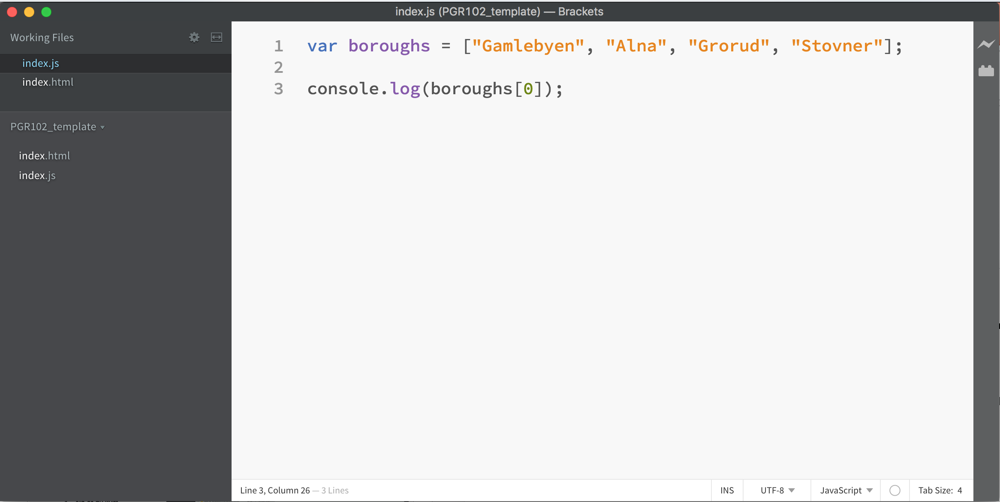 index.js (PGR102_template) — Brackets
Working Files
index.js
index.html
PGR102_template
index.html
index.js
1 var boroughs = ["Gamlebyen", "Alna", "Grorud", "Stovner"];
2
3 console.log(boroughs[0]);
Line 3, Column 26 — 3 Lines
INS
UTF-8
JavaScript
Tab Size: 4